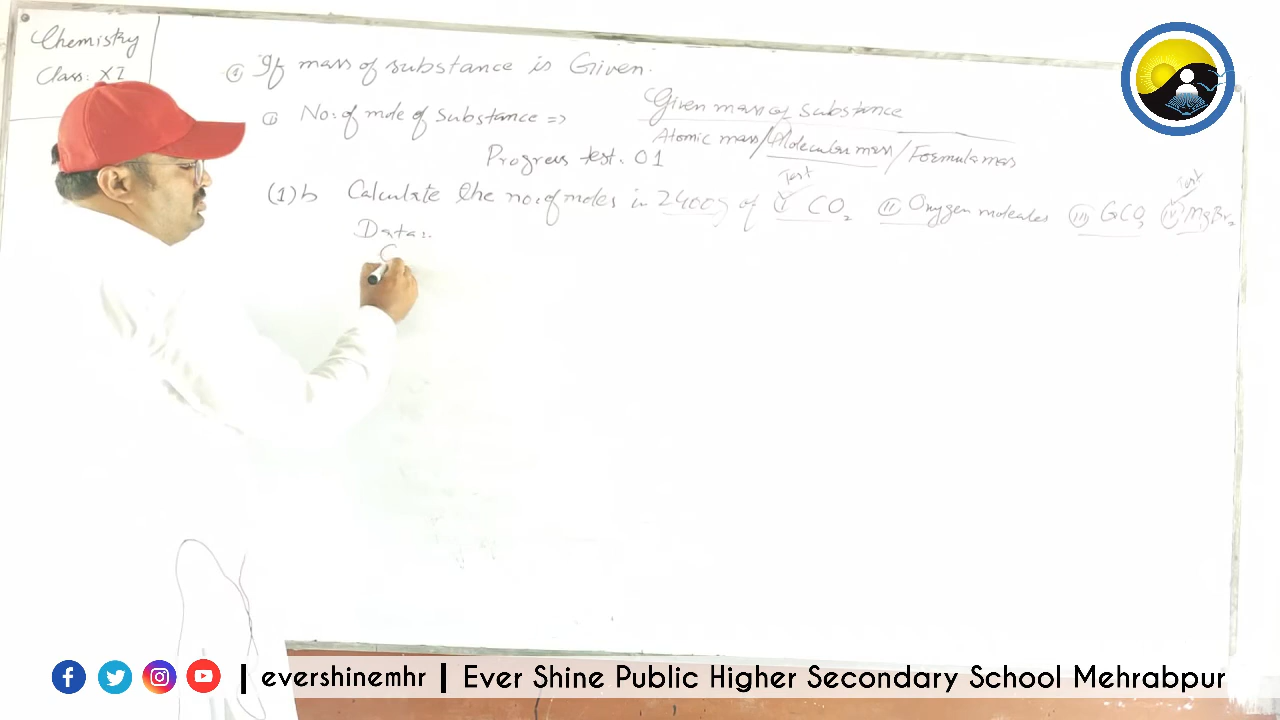 Chemistry
Class: XI
① If mass of substance is Given.
① No: of mole of substance => Given mass of substance
Atomic mass/Molecular mass/Formula mass
Progress test. 01
(1) b Calculate the no: of moles in 2400g of (I) CO₂ (II) Oxygen molecules (III) CaCO₃ (IV) MgBr₂
Test Test
Data:.
| evershinemhr | Ever Shine Public Higher Secondary School Mehrabpur